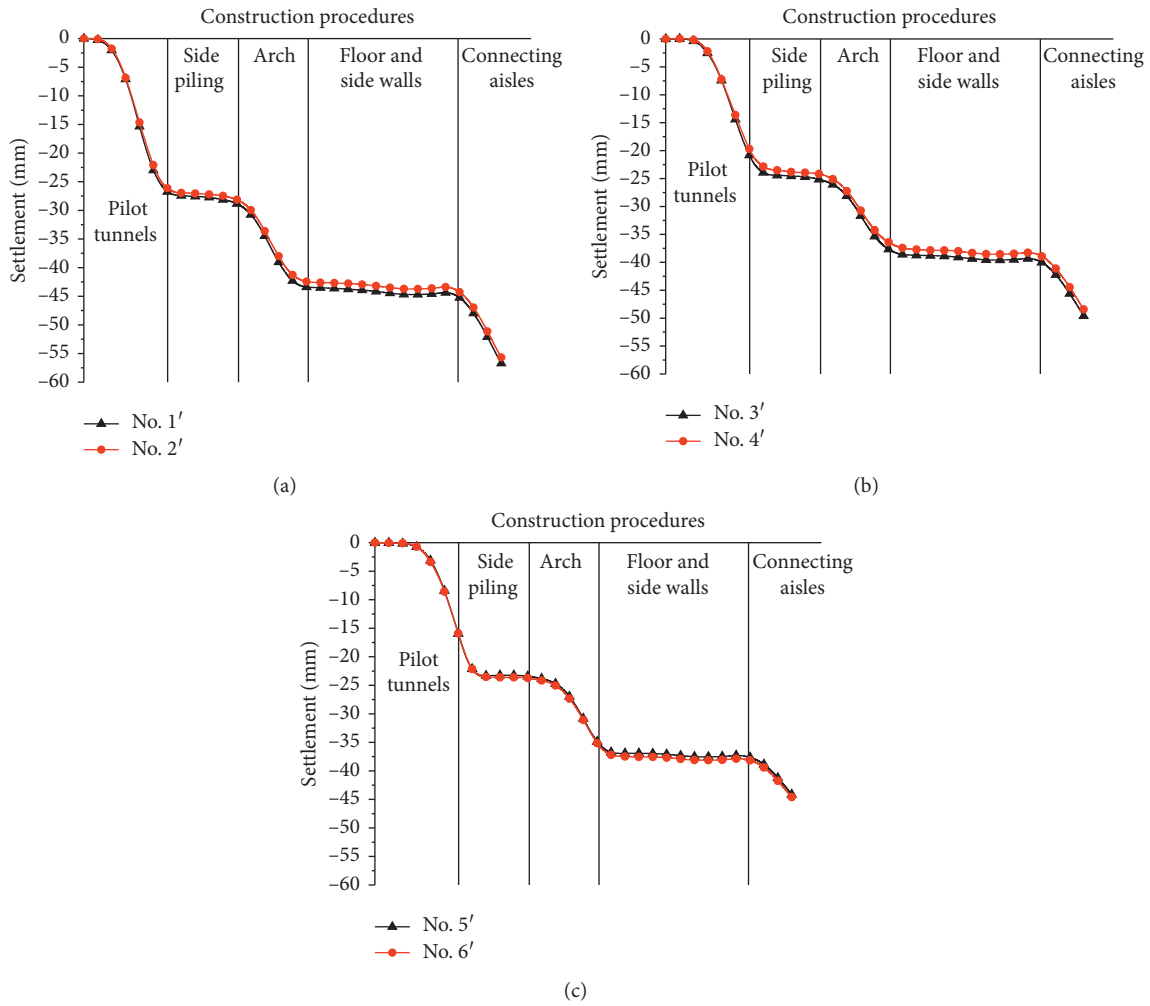 Construction procedures
0
−5
−10
−15
−20
−25
−30
−35
−40
−45
−50
−55
−60
Settlement (mm)
Pilot
tunnels
Side
piling
Arch
Floor and
side walls
Connecting
aisles
No. 1′
No. 2′
(a)
Construction procedures
0
−5
−10
−15
−20
−25
−30
−35
−40
−45
−50
−55
−60
Settlement (mm)
Pilot
tunnels
Side
piling
Arch
Floor and
side walls
Connecting
aisles
No. 3′
No. 4′
(b)
Construction procedures
0
−5
−10
−15
−20
−25
−30
−35
−40
−45
−50
−55
−60
Settlement (mm)
Pilot
tunnels
Side
piling
Arch
Floor and
side walls
Connecting
aisles
No. 5′
No. 6′
(c)